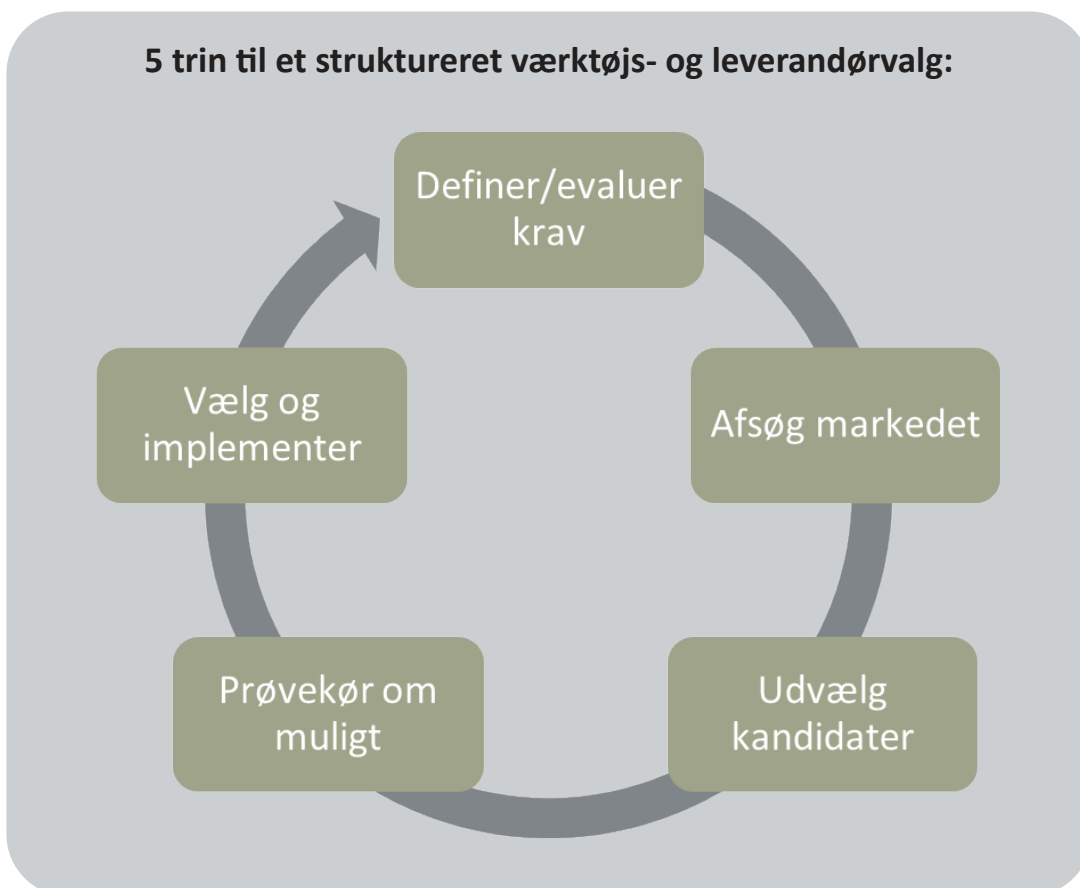 5 trin til et struktureret værktøjs- og leverandørvalg:
Definer/evaluer
krav
Afsøg markedet
Udvælg
kandidater
Prøvekør om
muligt
Vælg og
implementer